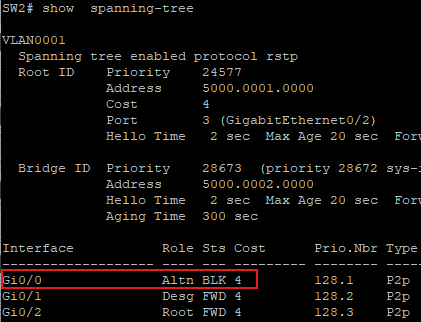 SW2# show  spanning-tree
VLAN0001
Spanning tree enabled protocol rstp
Root ID Priority 24577
Address 5000.0001.0000
Cost 4
Port 3 (GigabitEthernet0/2)
Hello Time 2 sec Max Age 20 sec Forw
Bridge ID Priority 28673 (priority 28672 sys-i
Address 5000.0002.0000
Hello Time 2 sec Max Age 20 sec Forw
Aging Time 300 sec
Interface Role Sts Cost Prio.Nbr Type
------------------- ---- --- --------- -------- ----
Gi0/0 Altn BLK 4 128.1 P2p
Gi0/1 Desg FWD 4 128.2 P2p
Gi0/2 Root FWD 4 128.3 P2p